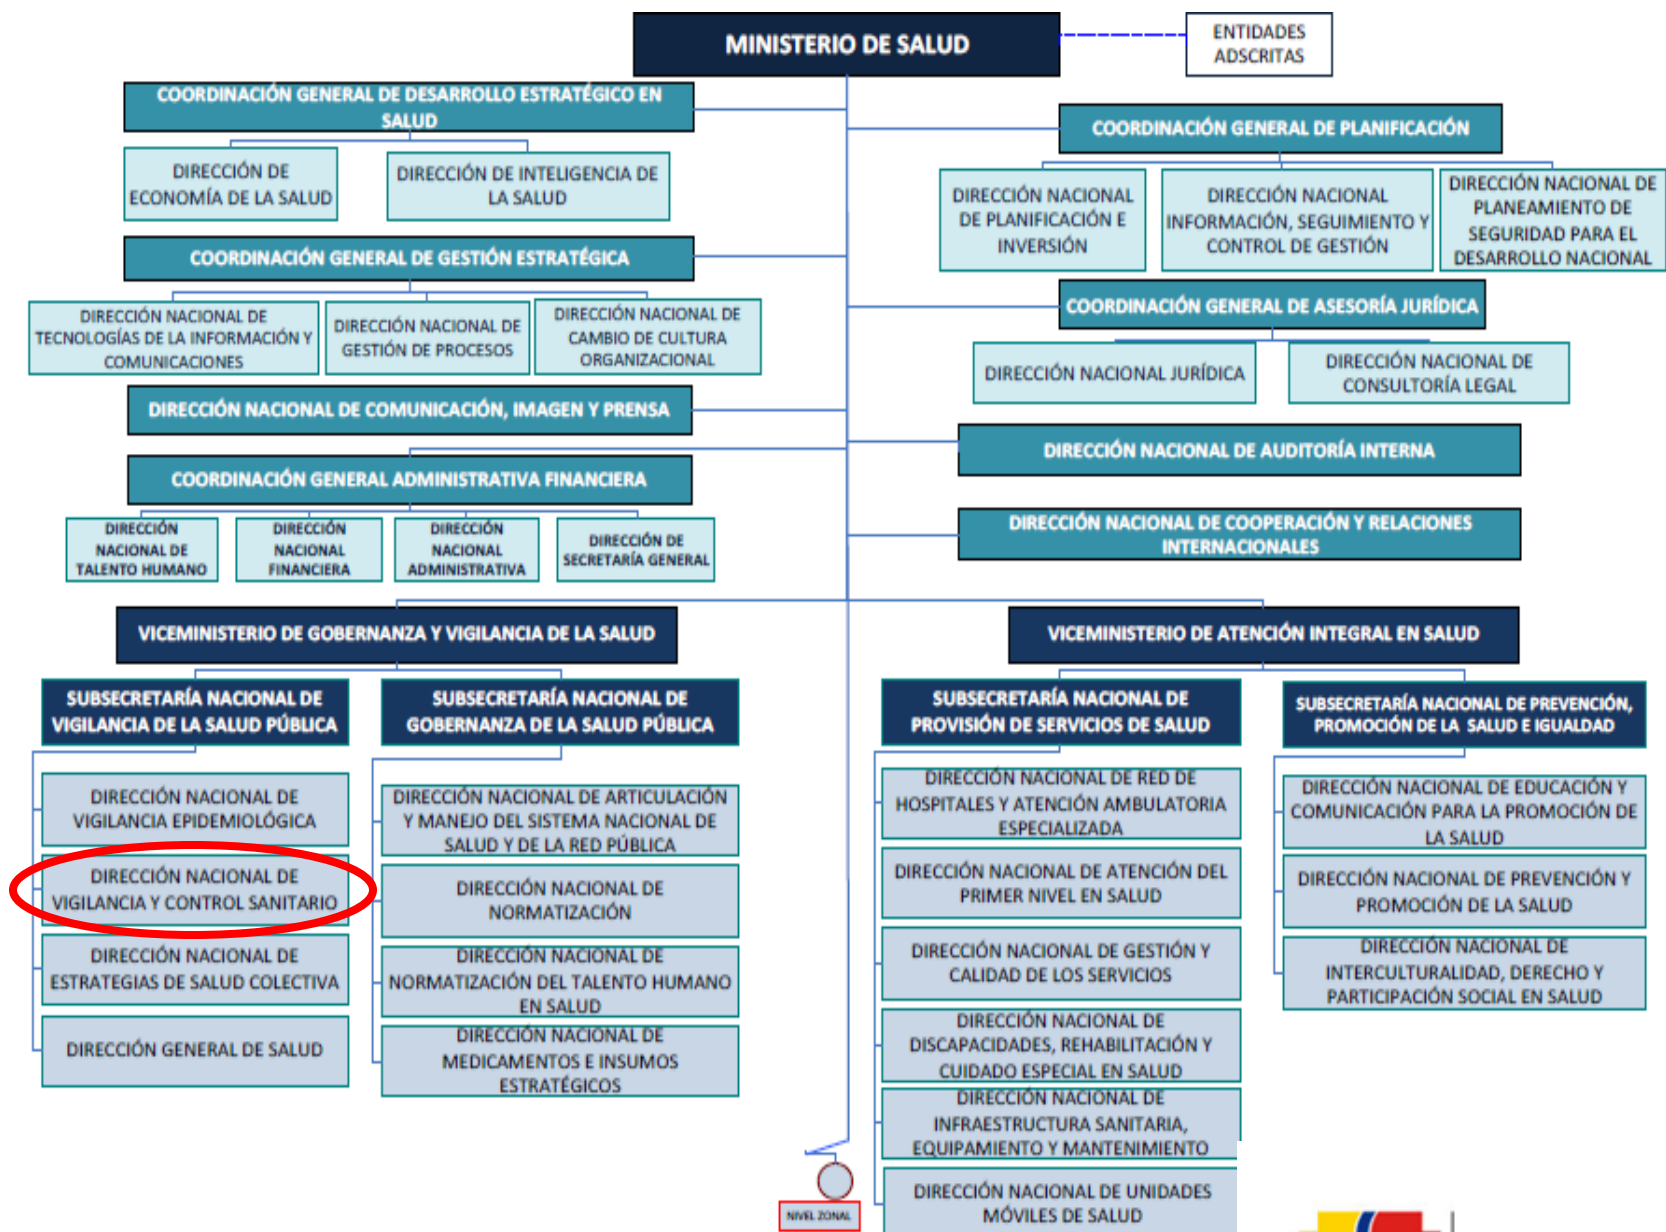 MINISTERIO DE SALUD
ENTIDADES
ADSCRITAS
COORDINACIÓN GENERAL DE DESARROLLO ESTRATÉGICO EN
SALUD
DIRECCIÓN DE
ECONOMÍA DE LA SALUD
DIRECCIÓN DE INTELIGENCIA DE
LA SALUD
COORDINACIÓN GENERAL DE PLANIFICACIÓN
DIRECCIÓN NACIONAL
DE PLANIFICACIÓN E
INVERSIÓN
DIRECCIÓN NACIONAL
INFORMACIÓN, SEGUIMIENTO Y
CONTROL DE GESTIÓN
DIRECCIÓN NACIONAL DE
PLANEAMIENTO DE
SEGURIDAD PARA EL
DESARROLLO NACIONAL
COORDINACIÓN GENERAL DE GESTIÓN ESTRATÉGICA
DIRECCIÓN NACIONAL DE
TECNOLOGÍAS DE LA INFORMACIÓN Y
COMUNICACIONES
DIRECCIÓN NACIONAL DE
GESTIÓN DE PROCESOS
DIRECCIÓN NACIONAL DE
CAMBIO DE CULTURA
ORGANIZACIONAL
COORDINACIÓN GENERAL DE ASESORÍA JURÍDICA
DIRECCIÓN NACIONAL JURÍDICA
DIRECCIÓN NACIONAL DE
CONSULTORÍA LEGAL
DIRECCIÓN NACIONAL DE COMUNICACIÓN, IMAGEN Y PRENSA
DIRECCIÓN NACIONAL DE AUDITORÍA INTERNA
COORDINACIÓN GENERAL ADMINISTRATIVA FINANCIERA
DIRECCIÓN
NACIONAL DE
TALENTO HUMANO
DIRECCIÓN
NACIONAL
FINANCIERA
DIRECCIÓN
NACIONAL
ADMINISTRATIVA
DIRECCIÓN DE
SECRETARÍA GENERAL
DIRECCIÓN NACIONAL DE COOPERACIÓN Y RELACIONES
INTERNACIONALES
VICEMINISTERIO DE GOBERNANZA Y VIGILANCIA DE LA SALUD
VICEMINISTERIO DE ATENCIÓN INTEGRAL EN SALUD
SUBSECRETARÍA NACIONAL DE
VIGILANCIA DE LA SALUD PÚBLICA
DIRECCIÓN NACIONAL DE
VIGILANCIA EPIDEMIOLÓGICA
DIRECCIÓN NACIONAL DE
VIGILANCIA Y CONTROL SANITARIO
DIRECCIÓN NACIONAL DE
ESTRATEGIAS DE SALUD COLECTIVA
DIRECCIÓN GENERAL DE SALUD
SUBSECRETARÍA NACIONAL DE
GOBERNANZA DE LA SALUD PÚBLICA
DIRECCIÓN NACIONAL DE ARTICULACIÓN
Y MANEJO DEL SISTEMA NACIONAL DE
SALUD Y DE LA RED PÚBLICA
DIRECCIÓN NACIONAL DE
NORMATIZACIÓN
DIRECCIÓN NACIONAL DE
NORMATIZACIÓN DEL TALENTO HUMANO
EN SALUD
DIRECCIÓN NACIONAL DE
MEDICAMENTOS E INSUMOS
ESTRATÉGICOS
SUBSECRETARÍA NACIONAL DE
PROVISIÓN DE SERVICIOS DE SALUD
DIRECCIÓN NACIONAL DE RED DE
HOSPITALES Y ATENCIÓN AMBULATORIA
ESPECIALIZADA
DIRECCIÓN NACIONAL DE ATENCIÓN DEL
PRIMER NIVEL EN SALUD
DIRECCIÓN NACIONAL DE GESTIÓN Y
CALIDAD DE LOS SERVICIOS
DIRECCIÓN NACIONAL DE
DISCAPACIDADES, REHABILITACIÓN Y
CUIDADO ESPECIAL EN SALUD
DIRECCIÓN NACIONAL DE
INFRAESTRUCTURA SANITARIA,
EQUIPAMIENTO Y MANTENIMIENTO
DIRECCIÓN NACIONAL DE UNIDADES
MÓVILES DE SALUD
SUBSECRETARÍA NACIONAL DE PREVENCIÓN,
PROMOCIÓN DE LA SALUD E IGUALDAD
DIRECCIÓN NACIONAL DE EDUCACIÓN Y
COMUNICACIÓN PARA LA PROMOCIÓN DE
LA SALUD
DIRECCIÓN NACIONAL DE PREVENCIÓN Y
PROMOCIÓN DE LA SALUD
DIRECCIÓN NACIONAL DE
INTERCULTURALIDAD, DERECHO Y
PARTICIPACIÓN SOCIAL EN SALUD
NIVEL ZONAL